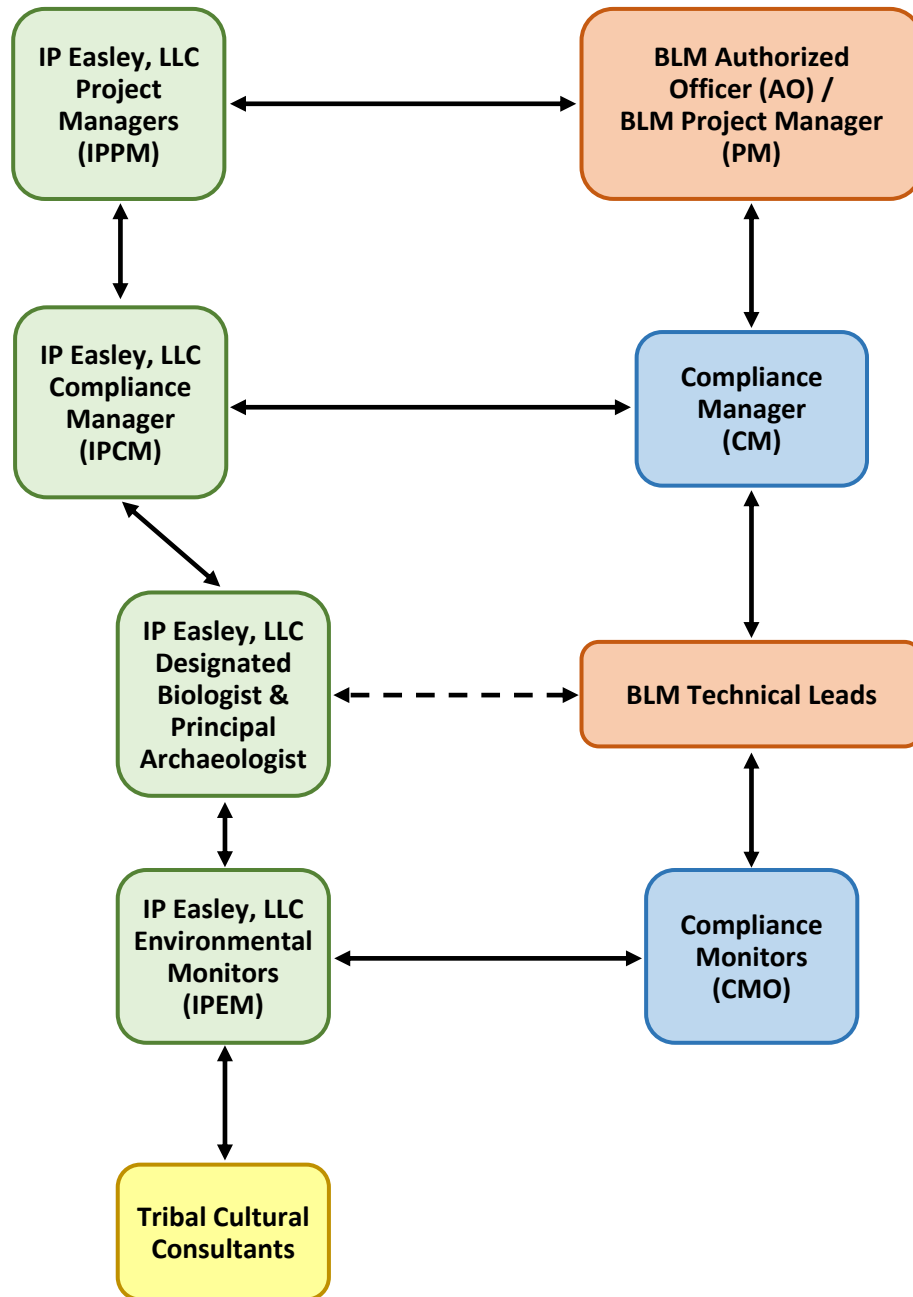 IP Easley, LLC
Project
Managers
(IPPM)
BLM Authorized
Officer (AO) /
BLM Project Manager
(PM)
IP Easley, LLC
Compliance
Manager
(IPCM)
Compliance
Manager
(CM)
IP Easley, LLC
Designated
Biologist &
Principal
Archaeologist
BLM Technical Leads
IP Easley, LLC
Environmental
Monitors
(IPEM)
Compliance
Monitors
(CMO)
Tribal Cultural
Consultants